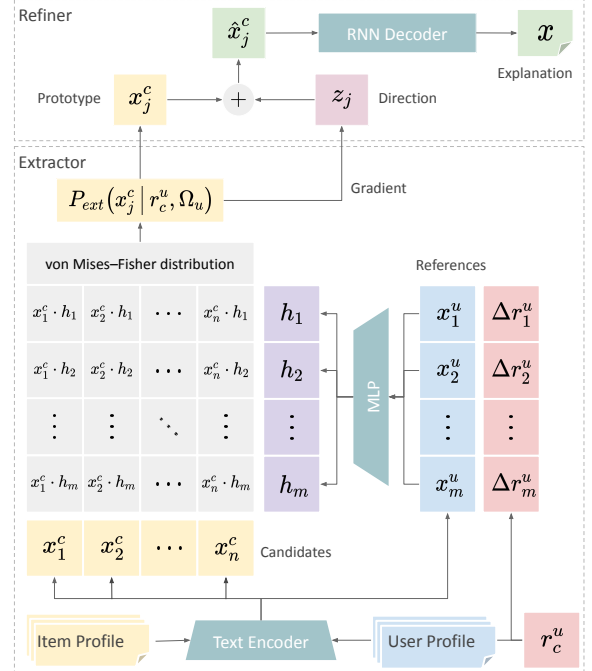 Refiner
x̂_j^c
RNN Decoder
x
Explanation
Prototype
x_j^c
+
z_j
Direction
Extractor
P_{ext}(x_j^c | r_c^u, Ω_u)
Gradient
von Mises–Fisher distribution
References
x_1^c · h_1 x_2^c · h_1 ··· x_n^c · h_1
h_1
x_1^u
Δr_1^u
x_1^c · h_2 x_2^c · h_2 ··· x_n^c · h_2
h_2
MLP
x_2^u
Δr_2^u
⋮ ⋮ ⋱ ⋮ ⋮ ⋮ ⋮
x_1^c · h_m x_2^c · h_m ··· x_n^c · h_m
h_m
x_m^u
Δr_m^u
x_1^c x_2^c ··· x_n^c
Candidates
Item Profile
Text Encoder
User Profile
r_c^u